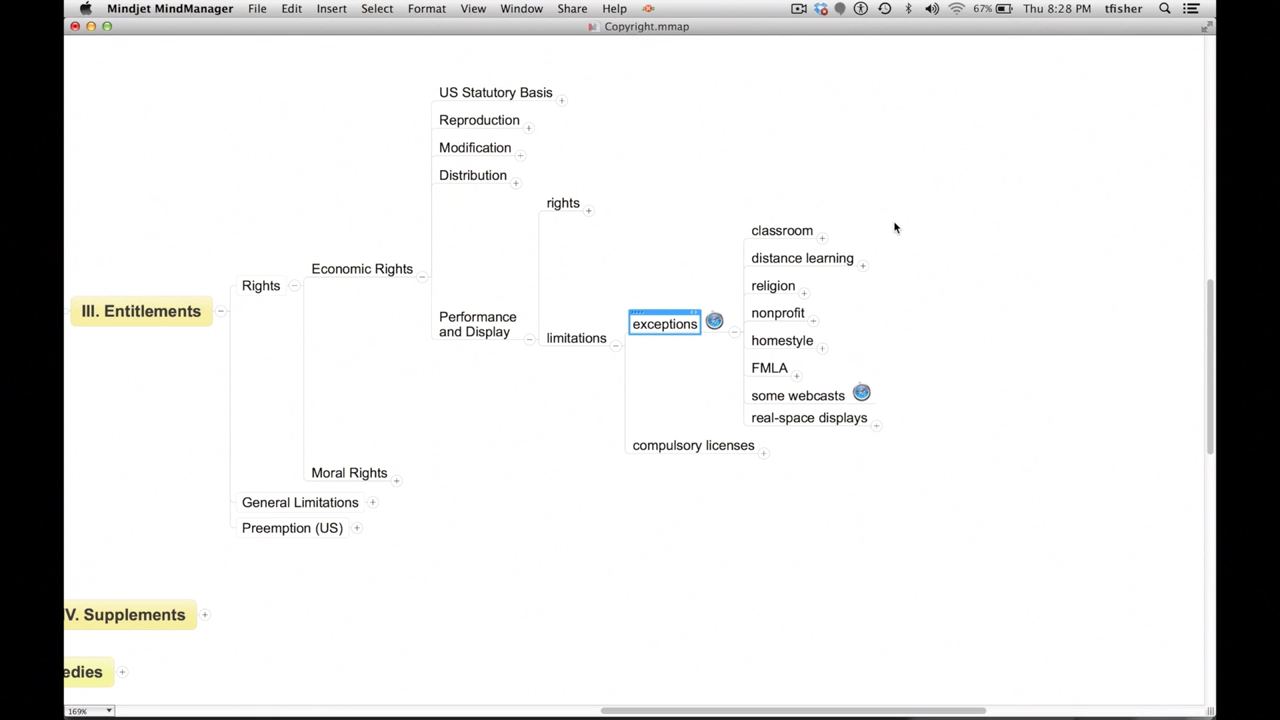 Mindjet MindManager File Edit Insert Select Format View Window Share Help 67% Thu 8:28 PM tfisher
Copyright.mmap
US Statutory Basis
Reproduction
Modification
Distribution
rights
classroom
distance learning
Economic Rights
Rights
religion
III. Entitlements
nonprofit
Performance
and Display
exceptions
limitations
homestyle
FMLA
some webcasts
real-space displays
compulsory licenses
Moral Rights
General Limitations
Preemption (US)
V. Supplements
edies
169%